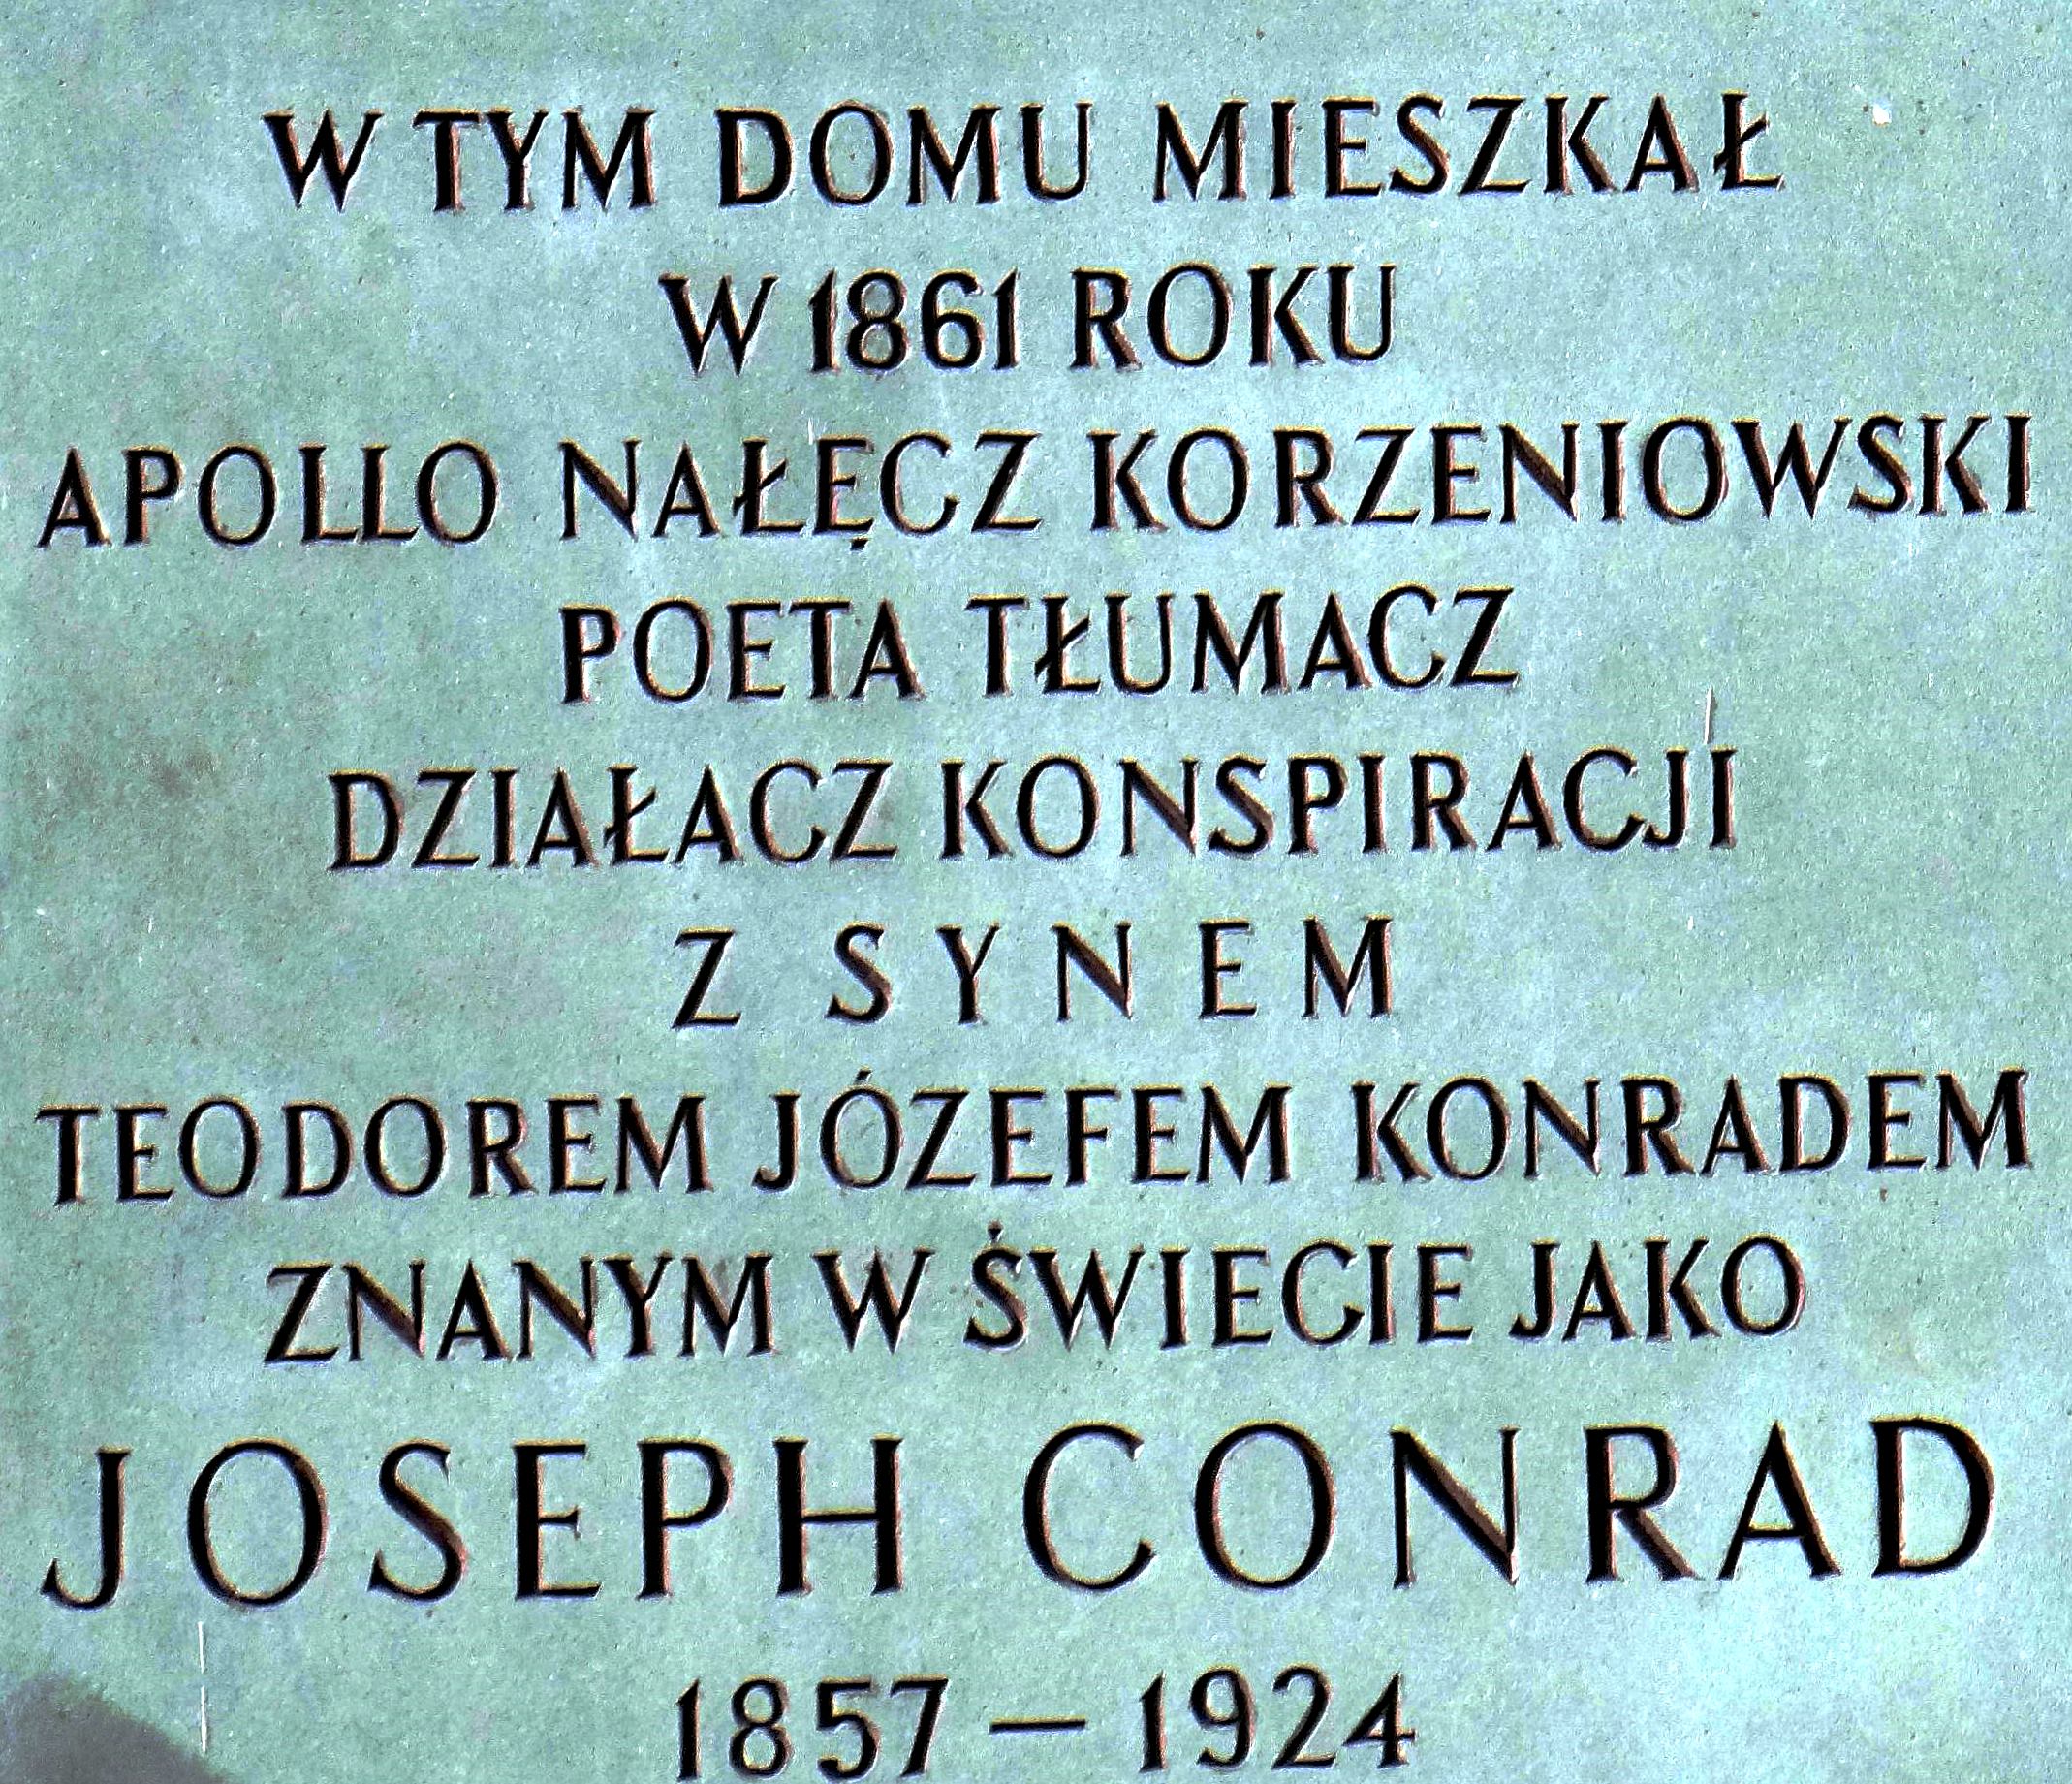 W TYM DOMU MIESZKAŁ
W 1861 ROKU
APOLLO NAŁĘCZ KORZENIOWSKI
POETA TŁUMACZ
DZIAŁACZ KONSPIRACJI
Z SYNEM
TEODOREM JÓZEFEM KONRADEM
ZNANYM W ŚWIECIE JAKO
JOSEPH CONRAD
1857 — 1924